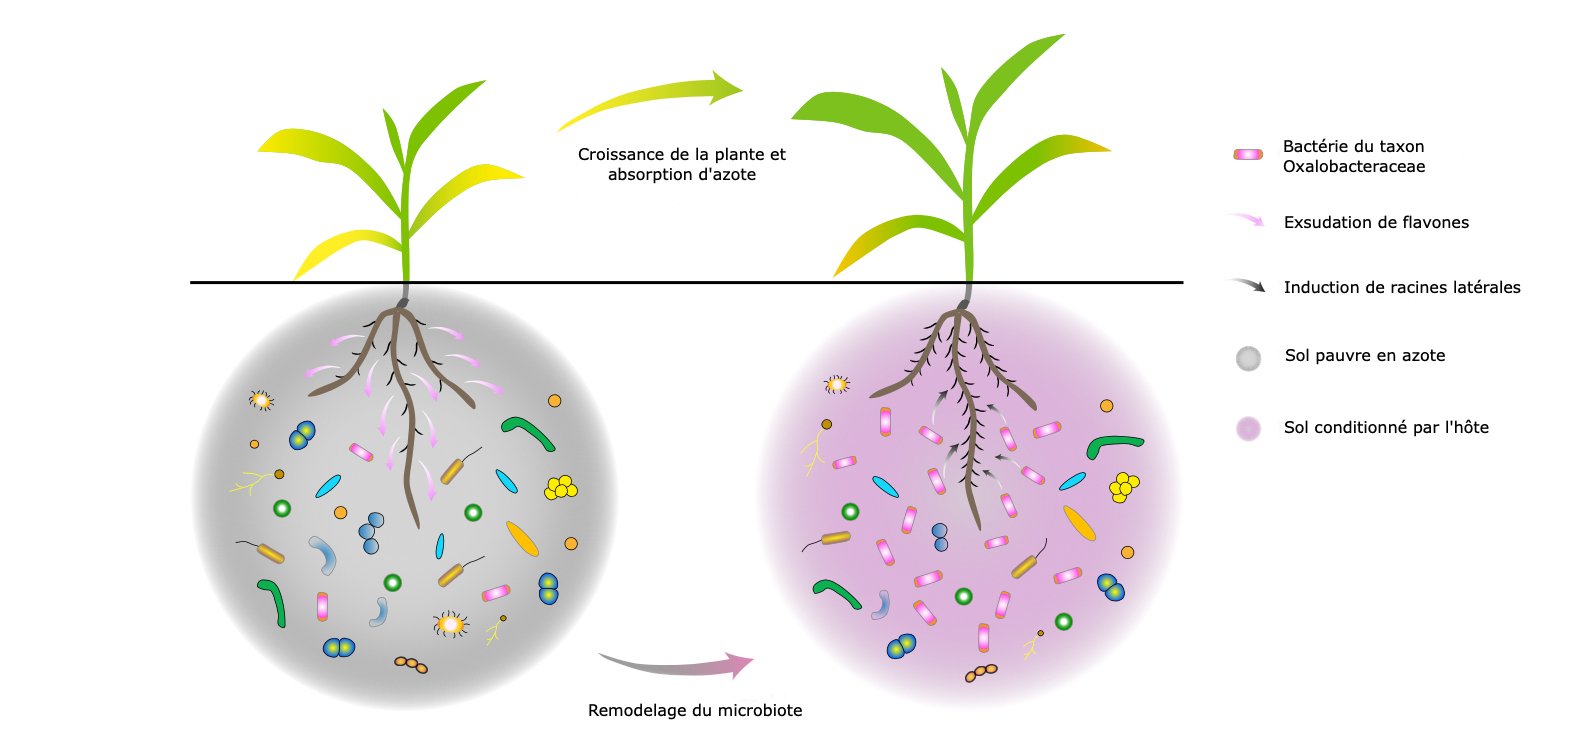 Croissance de la plante et
absorption d'azote
Bactérie du taxon
Oxalobacteraceae
Exsudation de flavones
Induction de racines latérales
Sol pauvre en azote
Sol conditionné par l'hôte
Remodelage du microbiote